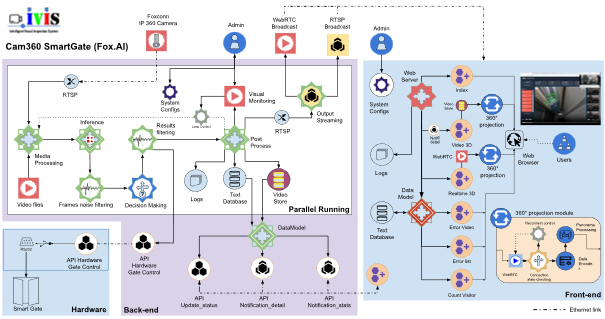 ivis
Intelligent Visual Inspection System
Cam360 SmartGate (Fox.AI)
Foxconn
IP 360 Camera
Admin
WebRTC
Broadcast
RTSP
Broadcast
Admin
RTSP
System
Configs
Visual
Monitoring
Output
Streaming
Inference
Results
filtering
Media
Processing
Post
Process
RTSP
Video files
Frames noise filtering
Decision Making
Logs
Text
Database
Video
Store
Parallel Running
DataModel
API
Hardware
Gate Control
API Hardware
Gate Control
Smart Gate
Hardware
Back-end
API
Update_status
API
Notification_detail
API
Notification_stats
Web
Server
Index
System
Configs
Video
Store
360°
projection
Video 3D
WebRTC
360°
projection
Web
Browser
Users
Logs
Realtime 3D
Data
Model
Text
Database
Error Video
Error list
Count Visitor
360° projection module
Reconnect control
Panorama
Processing
WebRTC
Connection
state checking
Data
Encode
Front-end
Ethernet link